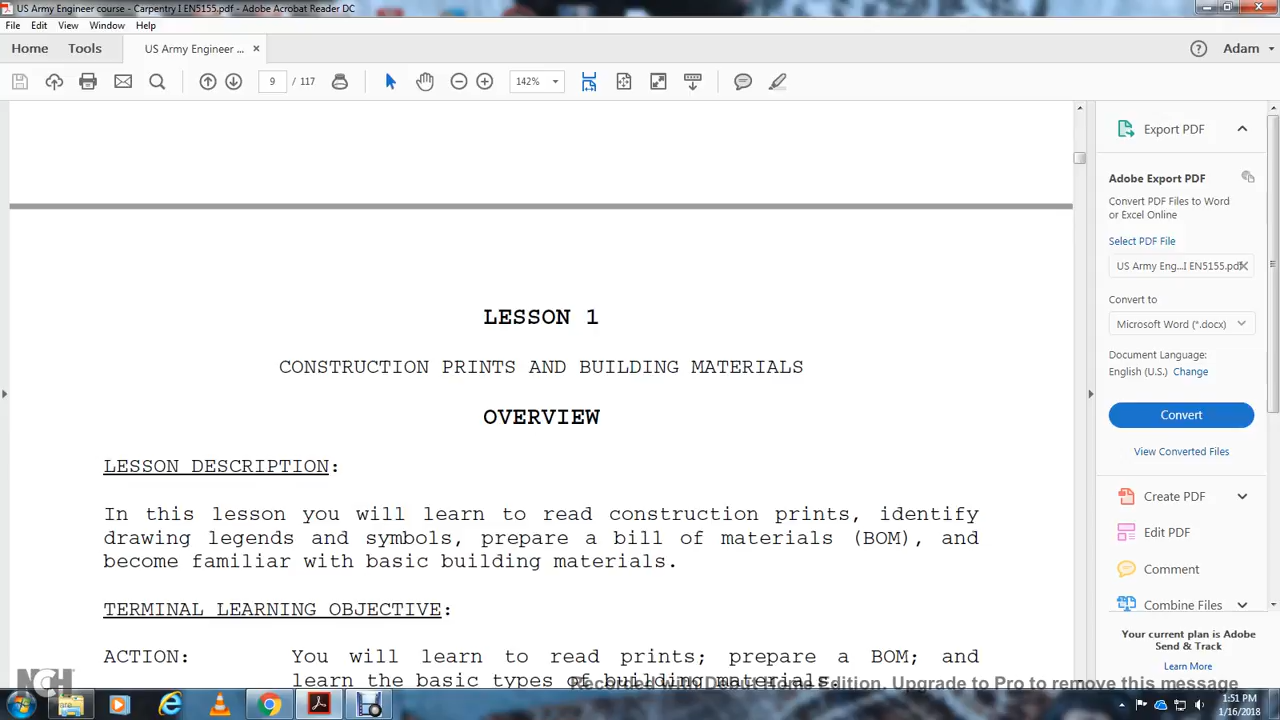 US Army Engineer course - Carpentry I EN5155.pdf - Adobe Acrobat Reader DC
File Edit View Window Help
Home Tools US Army Engineer ... × Adam
9 / 117 142%
Export PDF
Adobe Export PDF
Convert PDF Files to Word
or Excel Online
Select PDF File
US Army Eng...I EN5155.pdf
Convert to
Microsoft Word (*.docx)
Document Language:
English (U.S.) Change
Convert
View Converted Files
Create PDF
Edit PDF
Comment
Combine Files
Your current plan is Adobe
Send & Track
Learn More
LESSON 1
CONSTRUCTION PRINTS AND BUILDING MATERIALS
OVERVIEW
LESSON DESCRIPTION:
In this lesson you will learn to read construction prints, identify
drawing legends and symbols, prepare a bill of materials (BOM), and
become familiar with basic building materials.
TERMINAL LEARNING OBJECTIVE:
ACTION: You will learn to read prints; prepare a BOM; and
learn the basic types of building materials.
Recorded with Debut Home Edition. Upgrade to Pro to remove this message
NCH
1:51 PM
1/16/2018